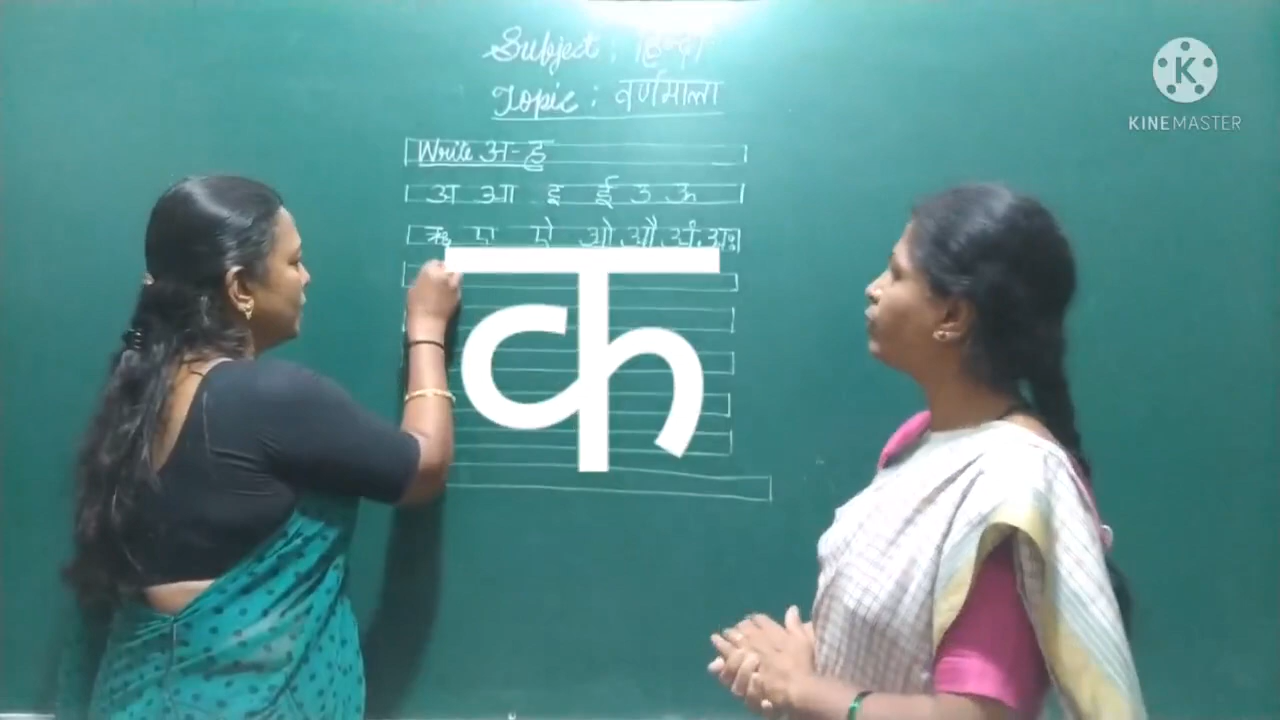 Subject : हिन्दी
Topic : वर्णमाला
Write अ-ह
अ आ इ ई उ ऊ
ऋ ए ऐ ओ औ अं अः
क
KINEMASTER